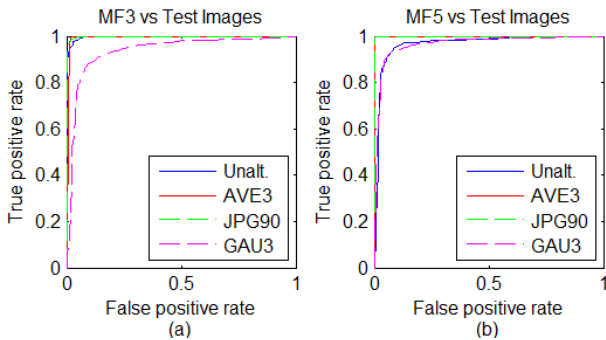 MF3 vs Test Images
True positive rate
1
0.8
0.6
0.4
0.2
0
Unalt.
AVE3
JPG90
GAU3
0
0.5
1
False positive rate
(a)
MF5 vs Test Images
True positive rate
1
0.8
0.6
0.4
0.2
0
Unalt.
AVE3
JPG90
GAU3
0
0.5
1
False positive rate
(b)